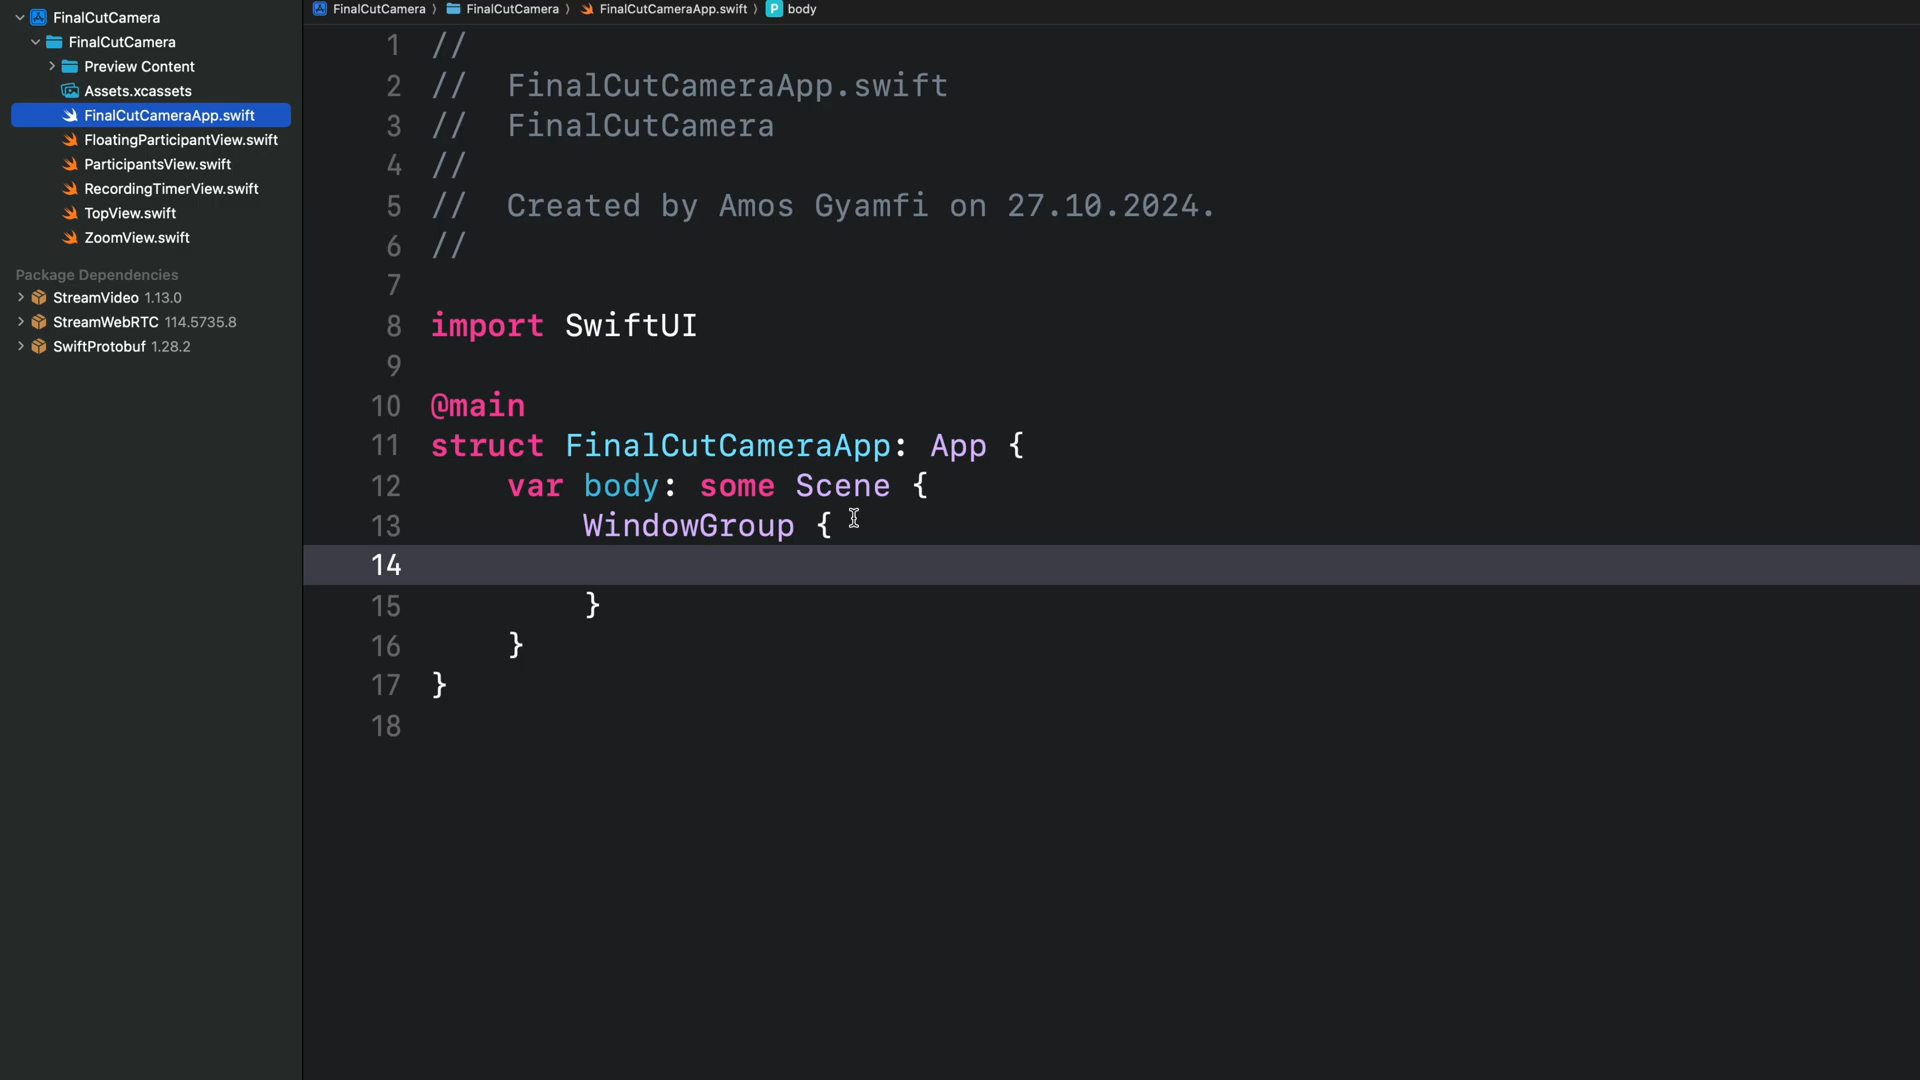 FinalCutCamera
FinalCutCamera
Preview Content
Assets.xcassets
FinalCutCameraApp.swift
FloatingParticipantView.swift
ParticipantsView.swift
RecordingTimerView.swift
TopView.swift
ZoomView.swift
Package Dependencies
StreamVideo 1.13.0
StreamWebRTC 114.5735.8
SwiftProtobuf 1.28.2
FinalCutCamera 〉 FinalCutCamera 〉 FinalCutCameraApp.swift 〉 P body
1 //
2 //  FinalCutCameraApp.swift
3 //  FinalCutCamera
4 //
5 //  Created by Amos Gyamfi on 27.10.2024.
6 //
7
8 import SwiftUI
9
10 @main
11 struct FinalCutCameraApp: App {
12     var body: some Scene {
13         WindowGroup {
14
15         }
16     }
17 }
18